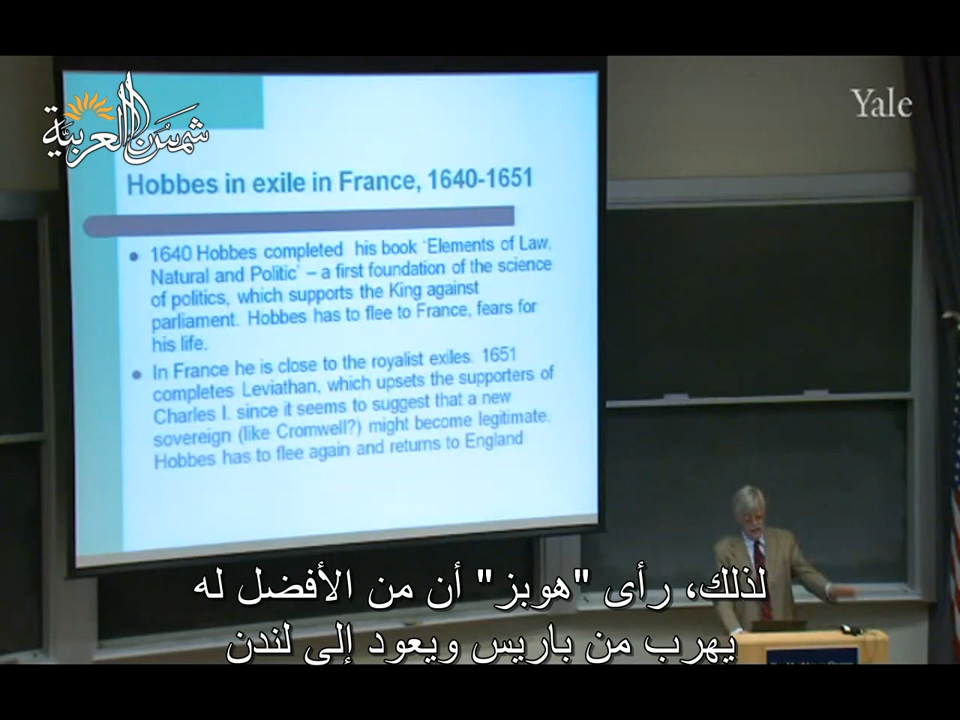 شمس العربية
Yale
Hobbes in exile in France, 1640-1651
1640 Hobbes completed his book 'Elements of Law,
Natural and Politic' – a first foundation of the science
of politics, which supports the King against
parliament. Hobbes has to flee to France, fears for
his life.
In France he is close to the royalist exiles. 1651
completes Leviathan, which upsets the supporters of
Charles I. since it seems to suggest that a new
sovereign (like Cromwell?) might become legitimate.
Hobbes has to flee again and returns to England
لذلك، رأى "هوبز" أن من الأفضل له
يهرب من باريس ويعود إلى لندن